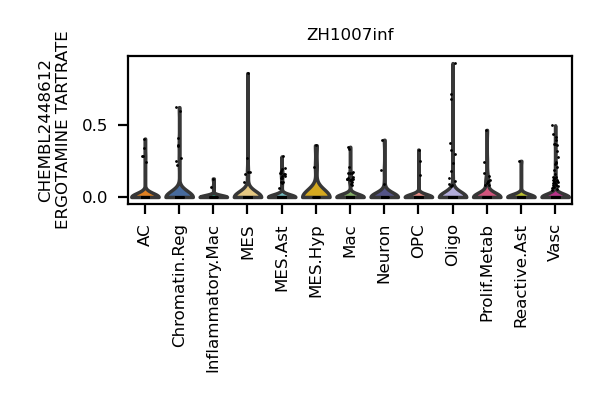 ZH1007inf
CHEMBL2448612
ERGOTAMINE TARTRATE
0.5
0.0
AC
Chromatin.Reg
Inflammatory.Mac
MES
MES.Ast
MES.Hyp
Mac
Neuron
OPC
Oligo
Prolif.Metab
Reactive.Ast
Vasc